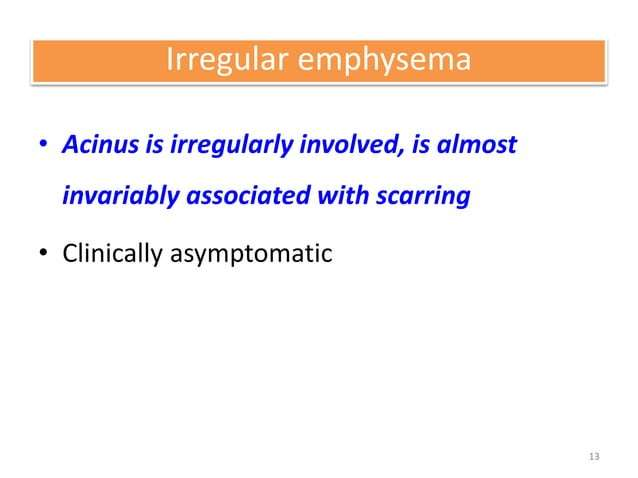 Irregular emphysema
• Acinus is irregularly involved, is almost
invariably associated with scarring
• Clinically asymptomatic
13